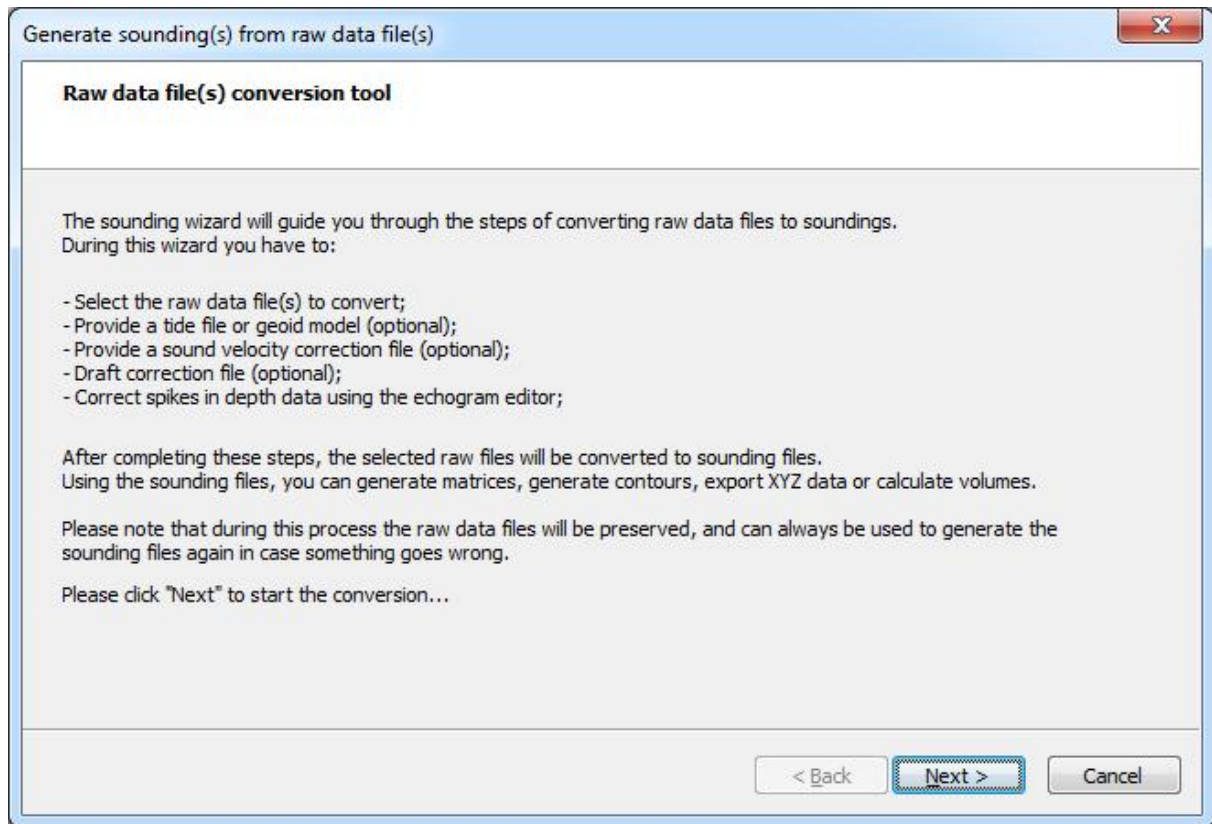 Generate sounding(s) from raw data file(s)
Raw data file(s) conversion tool
The sounding wizard will guide you through the steps of converting raw data files to soundings.
During this wizard you have to:
- Select the raw data file(s) to convert;
- Provide a tide file or geoid model (optional);
- Provide a sound velocity correction file (optional);
- Draft correction file (optional);
- Correct spikes in depth data using the echogram editor;
After completing these steps, the selected raw files will be converted to sounding files.
Using the sounding files, you can generate matrices, generate contours, export XYZ data or calculate volumes.
Please note that during this process the raw data files will be preserved, and can always be used to generate the
sounding files again in case something goes wrong.
Please click "Next" to start the conversion...
< Back Next > Cancel